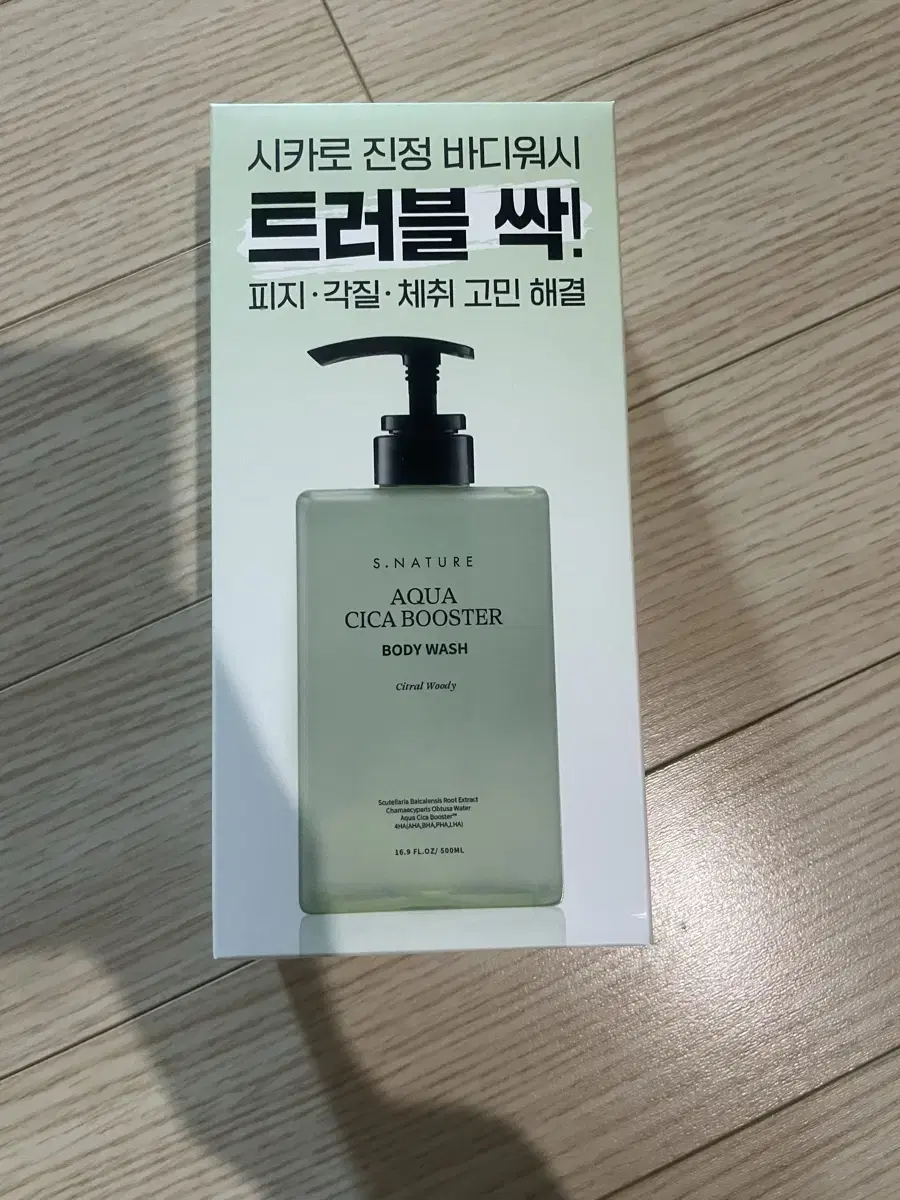 시카로 진정 바디워시
트러블 싹!
피지·각질·체취 고민 해결
S.NATURE
AQUA
CICA BOOSTER
BODY WASH
Citral Woody
Scutellaria Baicalensis Root Extract
Chamaecyparis Obtusa Water
Aqua Cica Booster™
4HA(AHA,BHA,PHA,LHA)
16.9 FL.OZ/ 500ML